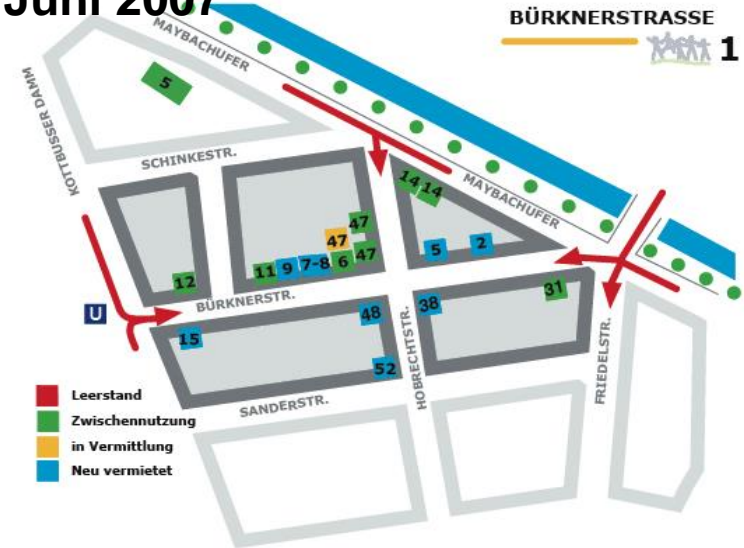 Juni 2007
BÜRKNERSTRASSE
1
MAYBACHUFER
KOTTBUSSER DAMM
5
SCHINKESTR.
14 14
MAYBACHUFER
47
47
47
5
2
12
11
9
7-8
6
BÜRKNERSTR.
31
U
15
48
38
52
HOBRECHTSTR.
FRIEDELSTR.
SANDERSTR.
Leerstand
Zwischennutzung
in Vermittlung
Neu vermietet